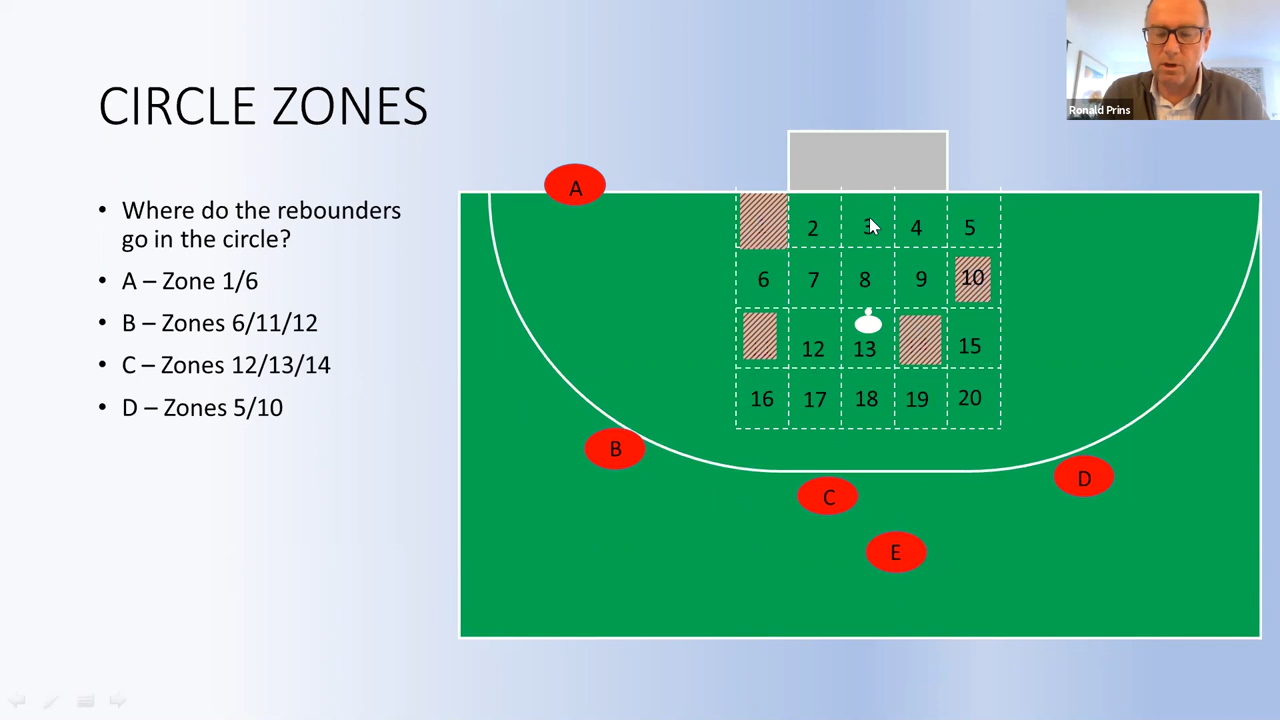 CIRCLE ZONES
Ronald Prins
• Where do the rebounders
go in the circle?
• A – Zone 1/6
• B – Zones 6/11/12
• C – Zones 12/13/14
• D – Zones 5/10
A
2 3 4 5
6 7 8 9 10
12 13 15
16 17 18 19 20
B
C
D
E